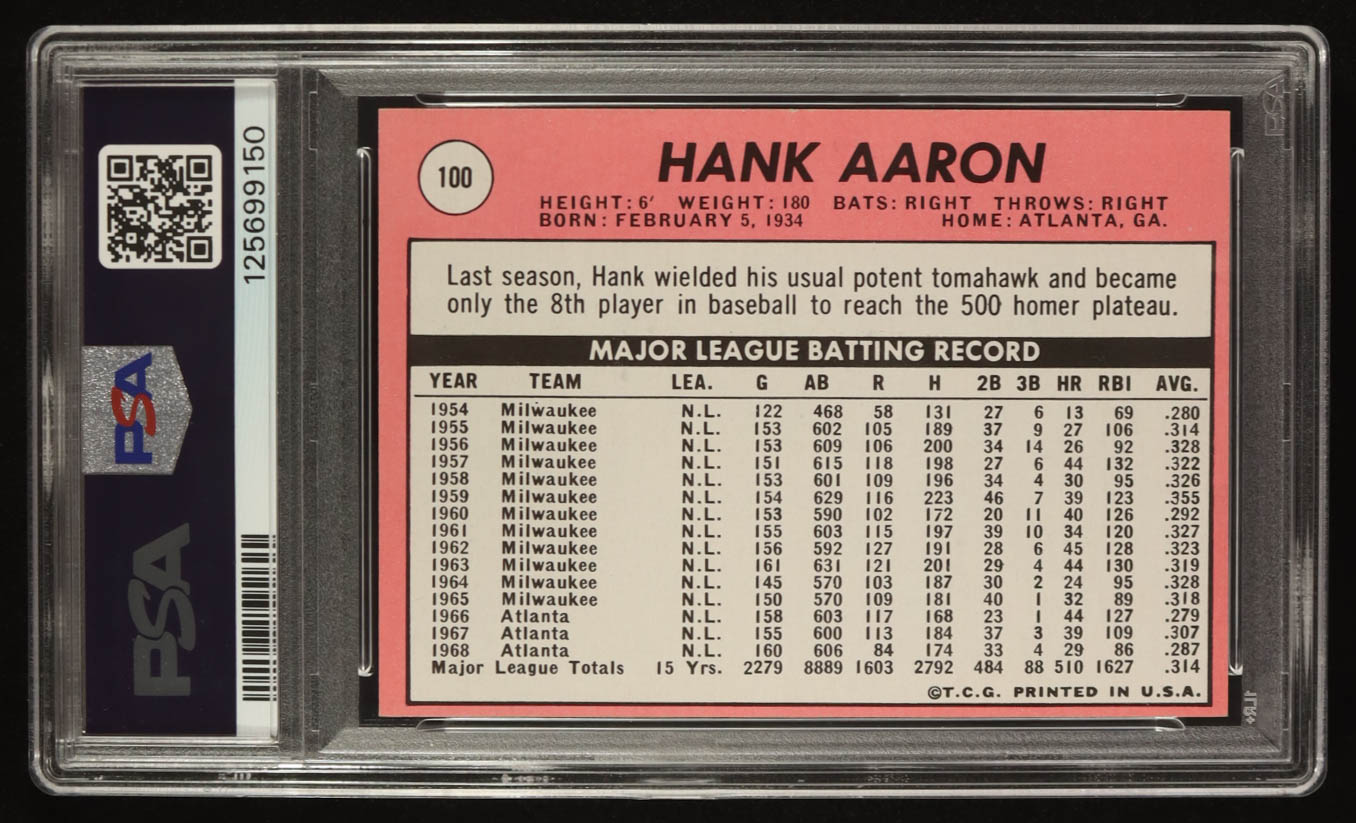 125699150
PSA
PSA
100
HANK AARON
HEIGHT: 6' WEIGHT: 180 BATS: RIGHT THROWS: RIGHT
BORN: FEBRUARY 5, 1934 HOME: ATLANTA, GA.
Last season, Hank wielded his usual potent tomahawk and became
only the 8th player in baseball to reach the 500 homer plateau.
MAJOR LEAGUE BATTING RECORD
YEAR TEAM LEA. G AB R H 2B 3B HR RBI AVG.
1954 Milwaukee N.L. 122 468 58 131 27 6 13 69 .280
1955 Milwaukee N.L. 153 602 105 189 37 9 27 106 .314
1956 Milwaukee N.L. 153 609 106 200 34 14 26 92 .328
1957 Milwaukee N.L. 151 615 118 198 27 6 44 132 .322
1958 Milwaukee N.L. 153 601 109 196 34 4 30 95 .326
1959 Milwaukee N.L. 154 629 116 223 46 7 39 123 .355
1960 Milwaukee N.L. 153 590 102 172 20 11 40 126 .292
1961 Milwaukee N.L. 155 603 115 197 39 10 34 120 .327
1962 Milwaukee N.L. 156 592 127 191 28 6 45 128 .323
1963 Milwaukee N.L. 161 631 121 201 29 4 44 130 .319
1964 Milwaukee N.L. 145 570 103 187 30 2 24 95 .328
1965 Milwaukee N.L. 150 570 109 181 40 1 32 89 .318
1966 Atlanta N.L. 158 603 117 168 23 1 44 127 .279
1967 Atlanta N.L. 155 600 113 184 37 3 39 109 .307
1968 Atlanta N.L. 160 606 84 174 33 4 29 86 .287
Major League Totals 15 Yrs. 2279 8889 1603 2792 484 88 510 1627 .314
©T.C.G. PRINTED IN U.S.A.
PSA